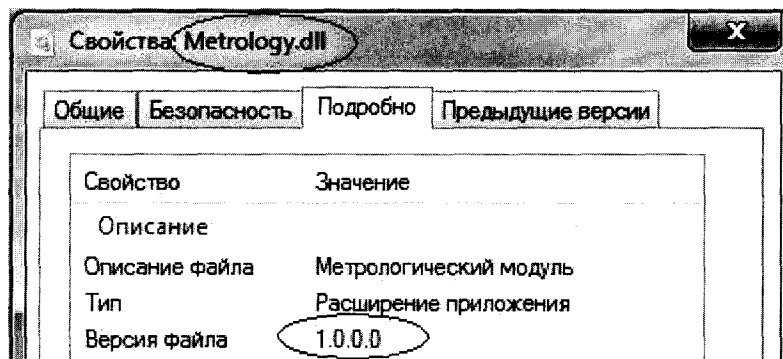 Свойства: Metrology.dll
Общие Безопасность Подробно Предыдущие версии
Свойство Значение
Описание
Описание файла Метрологический модуль
Тип Расширение приложения
Версия файла 1.0.0.0